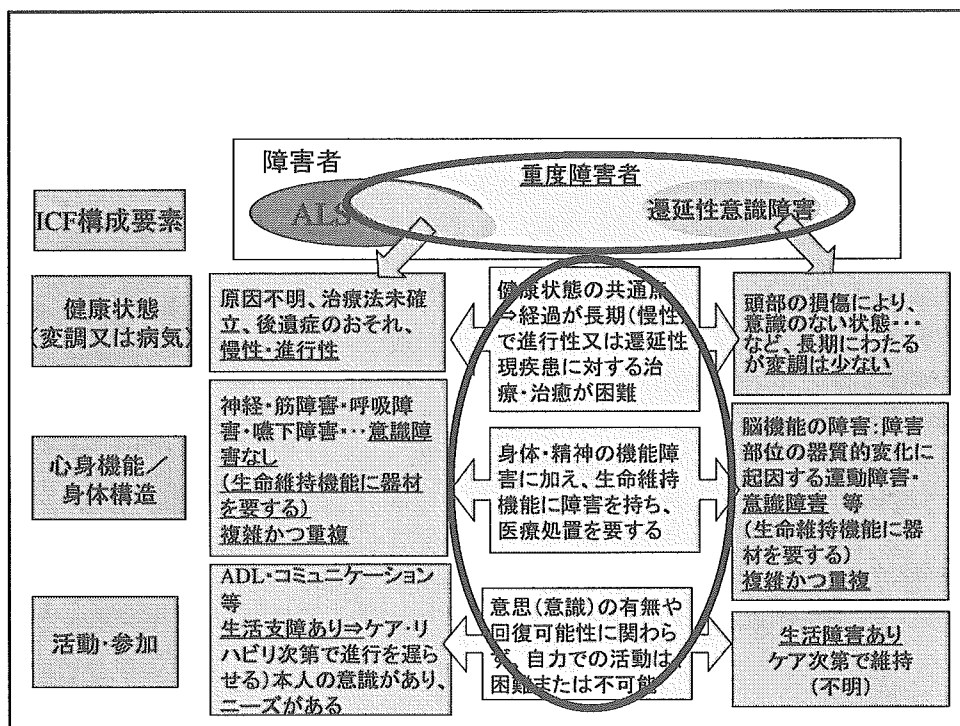 障害者
重度障害者
ALS
遷延性意識障害
ICF構成要素
健康状態
(変調又は病気)
原因不明、治療法未確
立、後遺症のおそれ、
慢性・進行性
健康状態の共通点
⇒経過が長期(慢性)
で進行性又は遷延性
現疾患に対する治
療・治癒が困難
頭部の損傷により、
意識のない状態・・・
など、長期にわたる
が変調は少ない
心身機能／
身体構造
神経・筋障害・呼吸障
害・嚥下障害・・・意識障
害なし
(生命維持機能に器材
を要する)
複雑かつ重複
身体・精神の機能障
害に加え、生命維持
機能に障害を持ち、
医療処置を要する
脳機能の障害：障害
部位の器質的変化に
起因する運動障害・
意識障害 等
(生命維持機能に器
材を要する)
複雑かつ重複
活動・参加
ADL・コミュニケーション
等
生活支障あり⇒ケア・リ
ハビリ次第で進行を遅ら
せる)本人の意識があり、
ニーズがある
意思(意識)の有無や
回復可能性に関わら
ず、自力での活動は、
困難または不可能
生活障害あり
ケア次第で維持
(不明)